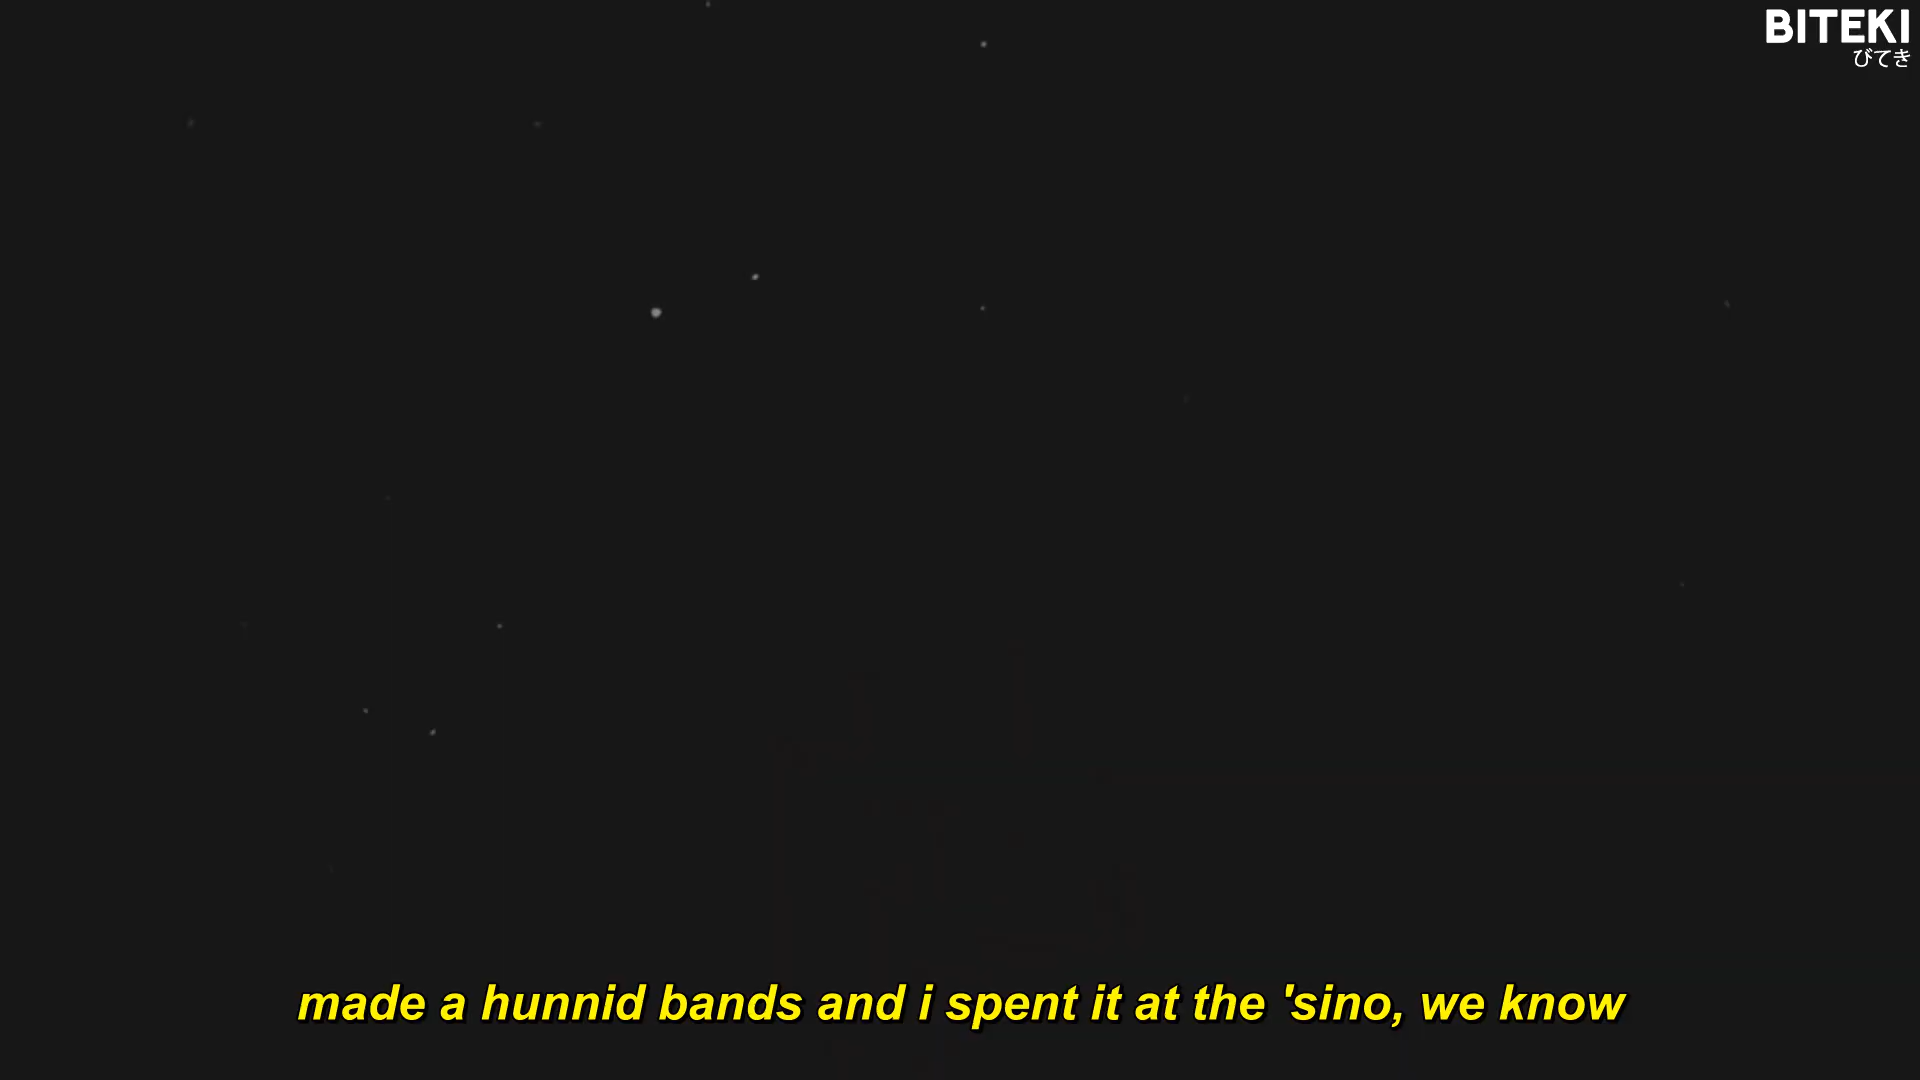 BITEKI
びてき
made a hunnid bands and i spent it at the 'sino, we know